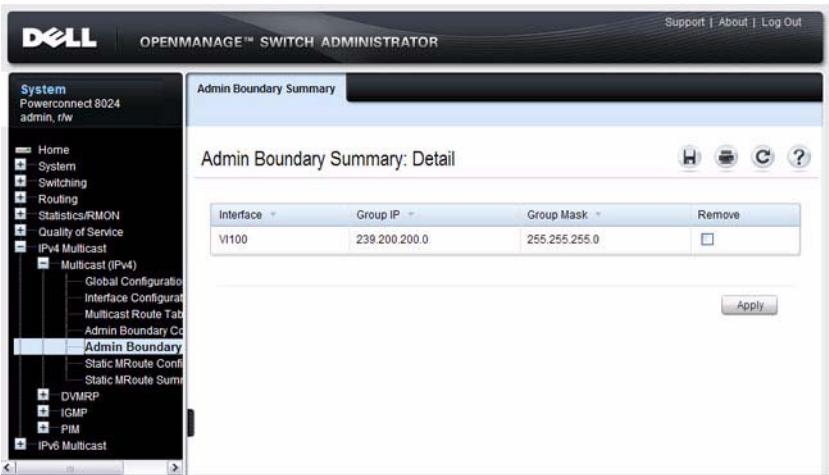 Support | About | Log Out
DELL
OPENMANAGE™ SWITCH ADMINISTRATOR
System
Powerconnect 8024
admin, r/w
Admin Boundary Summary
Home
System
Switching
Routing
Statistics/RMON
Quality of Service
IPv4 Multicast
Multicast (IPv4)
Global Configuratio
Interface Configurat
Multicast Route Tab
Admin Boundary Co
Admin Boundary
Static MRoute Confi
Static MRoute Summ
DVMRP
IGMP
PIM
IPv6 Multicast
Admin Boundary Summary: Detail
Interface Group IP Group Mask Remove
Vl100 239.200.200.0 255.255.255.0
Apply